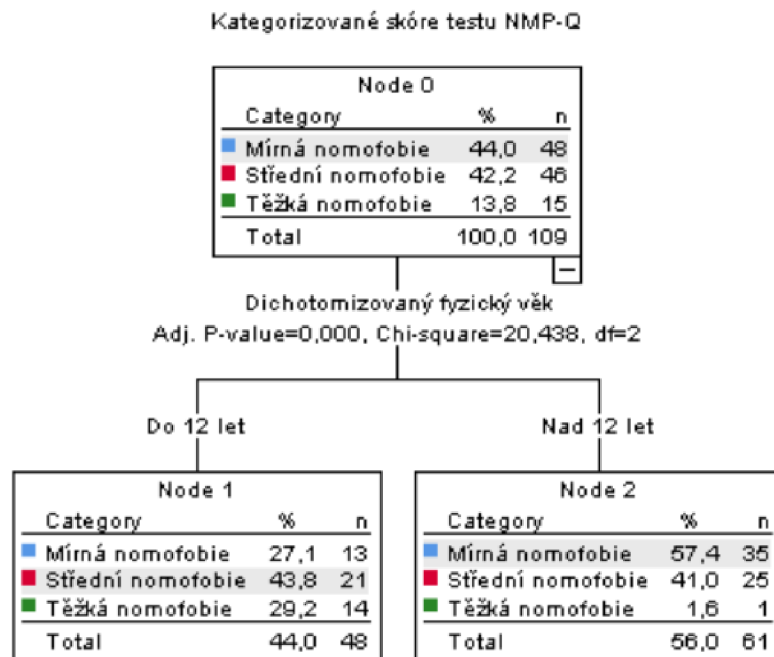 Kategorizované skóre testu NMP-Q
Node 0
Category % n
Mírná nomofobie 44,0 48
Střední nomofobie 42,2 46
Těžká nomofobie 13,8 15
Total 100,0 109
Dichotomizovaný fyzický věk
Adj. P-value=0,000, Chi-square=20,438, df=2
Do 12 let
Nad 12 let
Node 1
Category % n
Mírná nomofobie 27,1 13
Střední nomofobie 43,8 21
Těžká nomofobie 29,2 14
Total 44,0 48
Node 2
Category % n
Mírná nomofobie 57,4 35
Střední nomofobie 41,0 25
Těžká nomofobie 1,6 1
Total 56,0 61